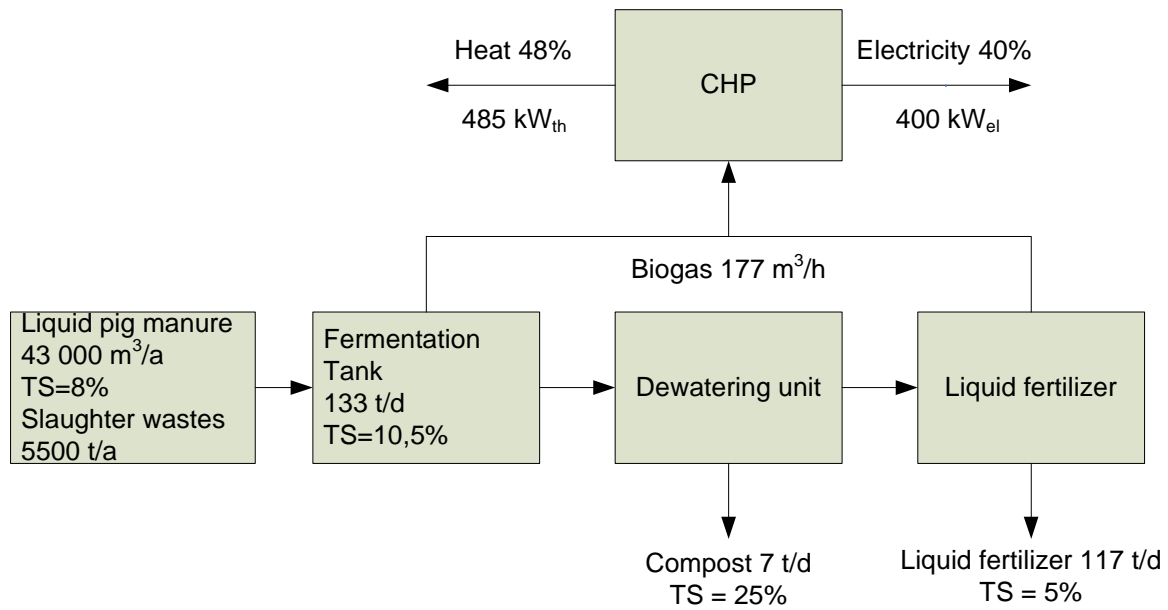 Heat 48%
485 kWth
CHP
Electricity 40%
400 kWel
Biogas 177 m³/h
Liquid pig manure
43 000 m³/a
TS=8%
Slaughter wastes
5500 t/a
Fermentation
Tank
133 t/d
TS=10,5%
Dewatering unit
Liquid fertilizer
Compost 7 t/d
TS = 25%
Liquid fertilizer 117 t/d
TS = 5%